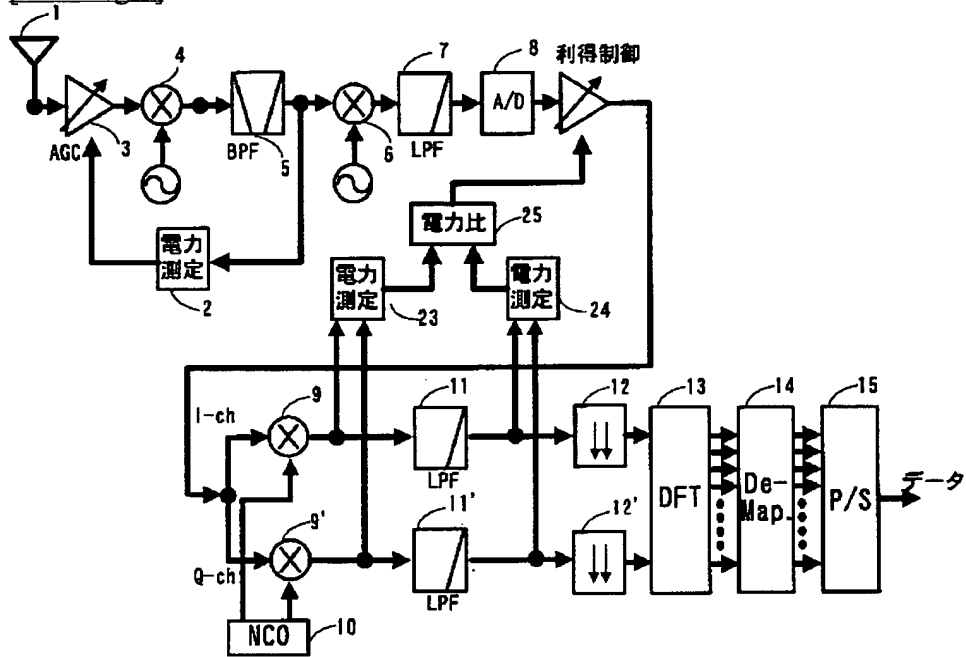 1
4
7
8
利得制御
A/D
AGC
3
BPF
5
6
LPF
電力比
25
電力
測定
2
電力
測定
23
電力
測定
24
I-ch
9
11
LPF
12
13
14
15
9'
11'
LPF
12'
DFT
De-
Map.
P/S
データ
Q-ch
NCO
10